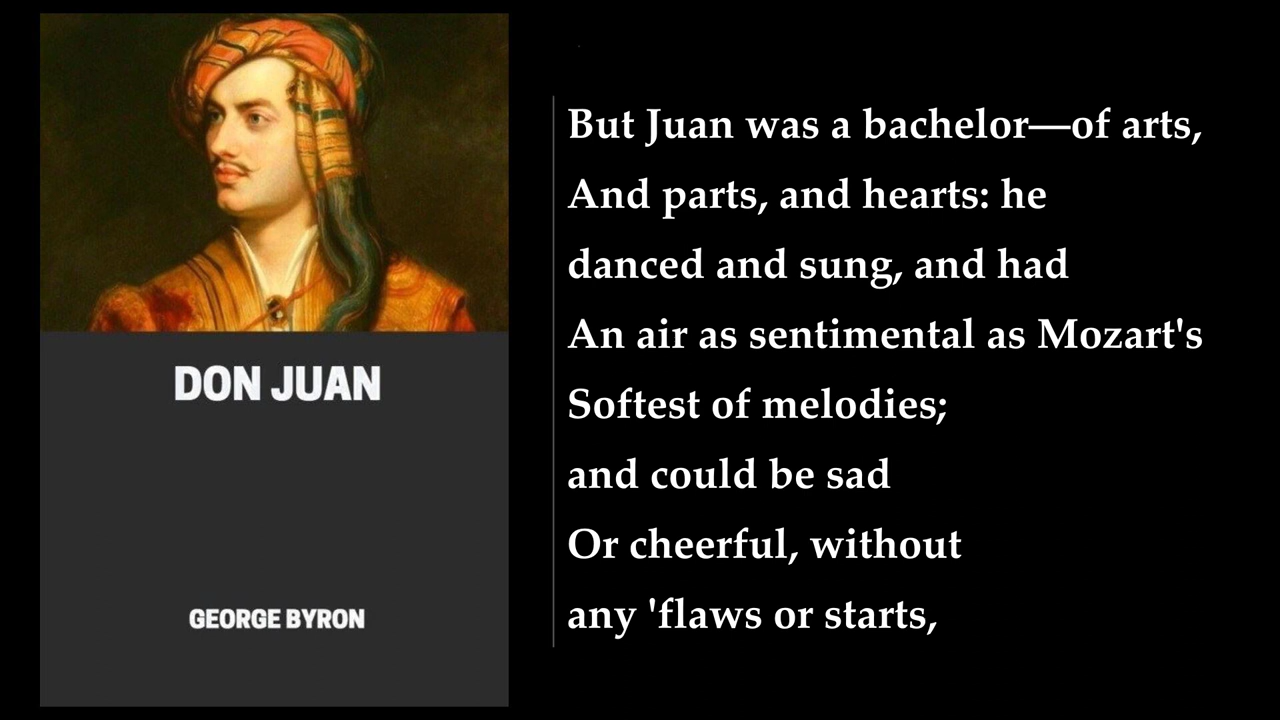 DON JUAN
GEORGE BYRON
But Juan was a bachelor—of arts,
And parts, and hearts: he
danced and sung, and had
An air as sentimental as Mozart's
Softest of melodies;
and could be sad
Or cheerful, without
any 'flaws or starts,